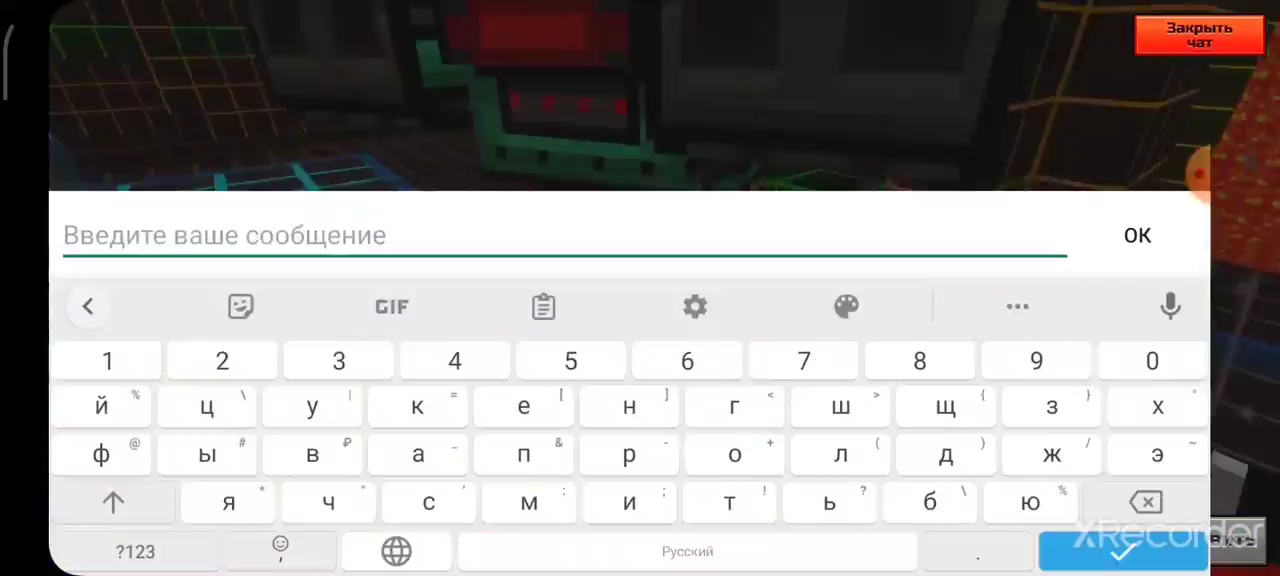 Закрыть
чат
Введите ваше сообщение
ОК
GIF
1 2 3 4 5 6 7 8 9 0
% \ | = [ ] < > { } °
й ц у к е н г ш щ з х
@ # ₽ _ & - + ( ) / ~
ф ы в а п р о л д ж э
* " ' : ; ! ? \ %
я ч с м и т ь б ю
?123 , Русский .
XRecorder